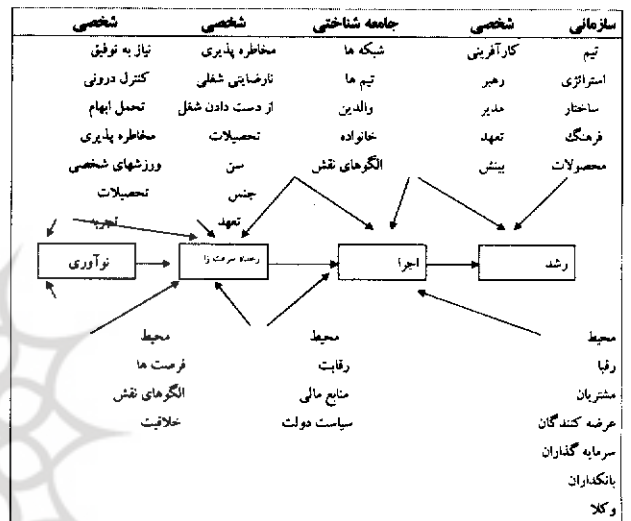 سازمانی شخصی جامعه شناختی شخصی شخصی
تیم کارآفرینی شبکه ها مخاطره پذیری نیاز به توفیق
استراتژی رهبر تیم ها نارضایتی شغلی کنترل درونی
ساختار مدیر والدین از دست دادن شغل تحمل ابهام
فرهنگ تعهد خانواده تحصیلات مخاطره پذیری
محصولات بینش الگوهای نقش سن ورزشهای شخصی
جنس تحصیلات
تعهد تجربه
رشد اجرا رخداد سرعت زا نوآوری
محیط محیط محیط
رقبا رقابت فرصت ها
مشتریان منابع مالی الگوهای نقش
عرضه کنندگان سیاست دولت خلاقیت
سرمایه گذاران
بانکداران
وکلا